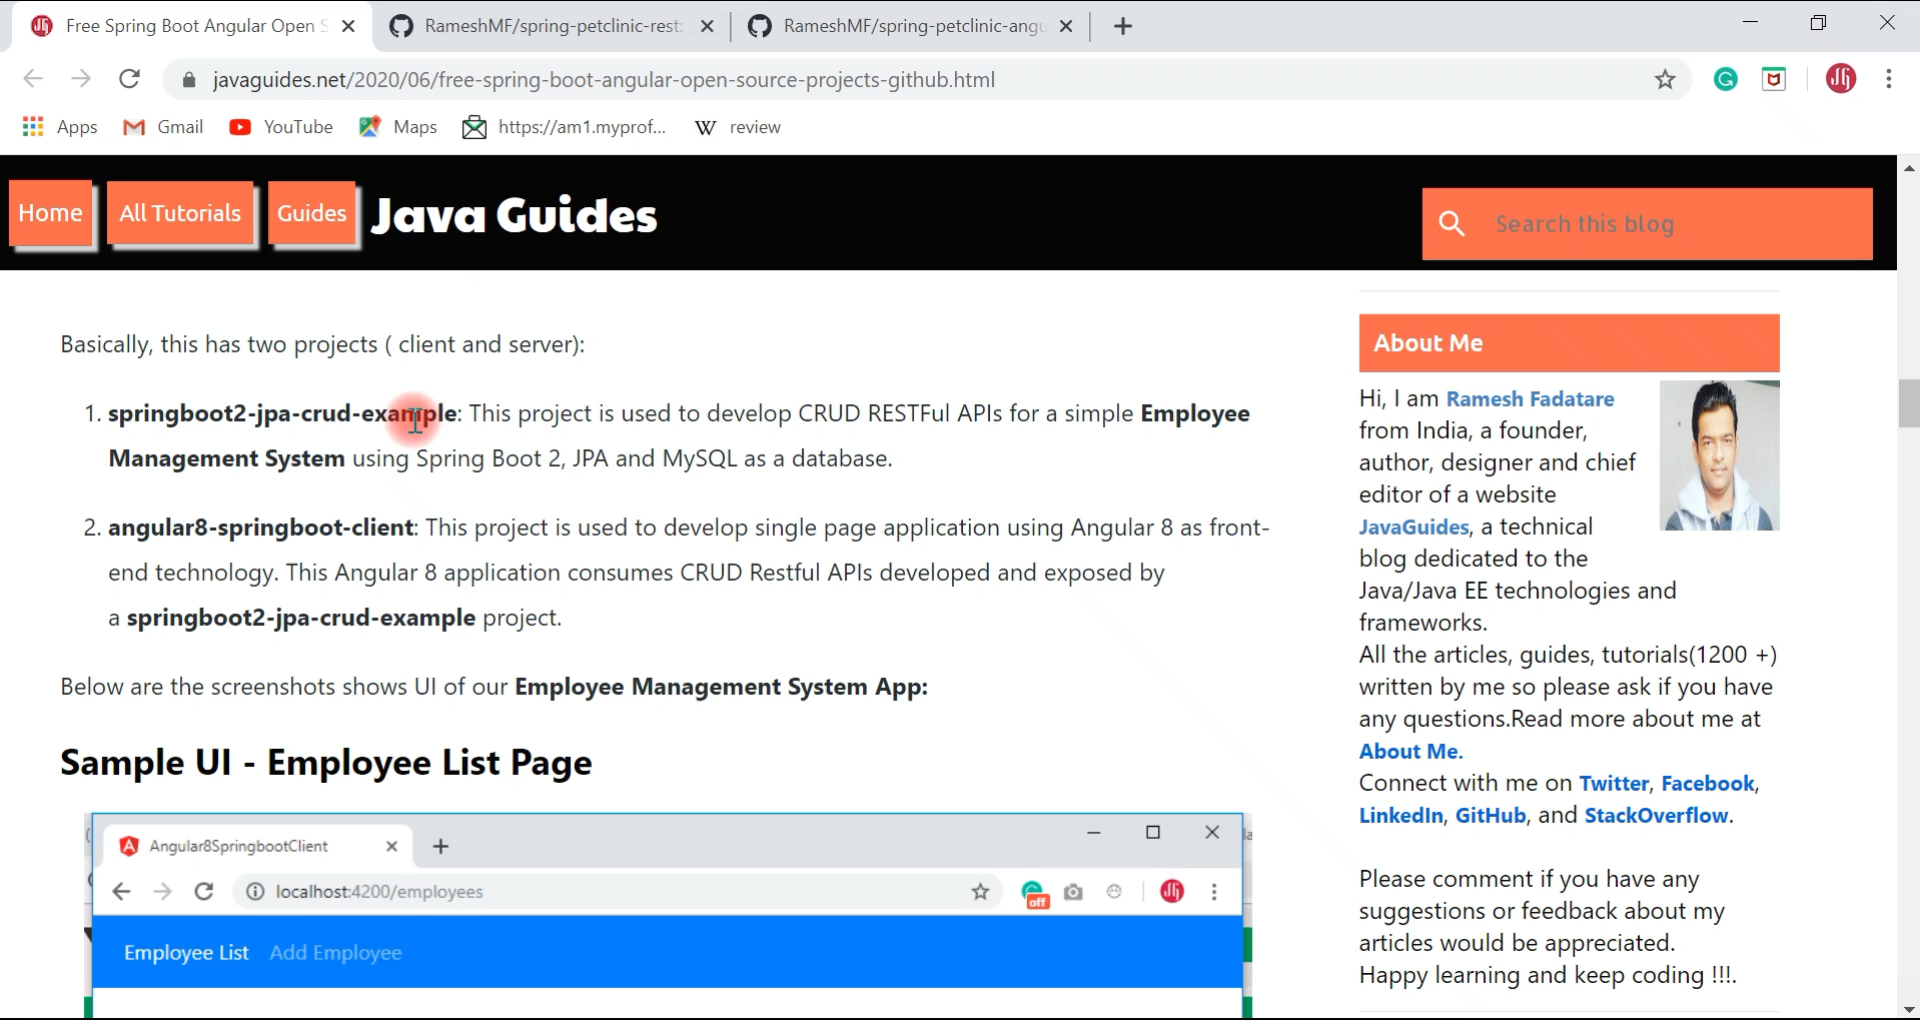 Free Spring Boot Angular Open S
RameshMF/spring-petclinic-rest:
RameshMF/spring-petclinic-angu
javaguides.net/2020/06/free-spring-boot-angular-open-source-projects-github.html
Apps Gmail YouTube Maps https://am1.myprof... review
Home All Tutorials Guides Java Guides
Search this blog
Basically, this has two projects ( client and server):
1. springboot2-jpa-crud-example: This project is used to develop CRUD RESTFul APIs for a simple Employee
Management System using Spring Boot 2, JPA and MySQL as a database.
2. angular8-springboot-client: This project is used to develop single page application using Angular 8 as front-
end technology. This Angular 8 application consumes CRUD Restful APIs developed and exposed by
a springboot2-jpa-crud-example project.
Below are the screenshots shows UI of our Employee Management System App:
Sample UI - Employee List Page
Angular8SpringbootClient
localhost:4200/employees
off
Employee List Add Employee
About Me
Hi, I am Ramesh Fadatare
from India, a founder,
author, designer and chief
editor of a website
JavaGuides, a technical
blog dedicated to the
Java/Java EE technologies and
frameworks.
All the articles, guides, tutorials(1200 +)
written by me so please ask if you have
any questions.Read more about me at
About Me.
Connect with me on Twitter, Facebook,
LinkedIn, GitHub, and StackOverflow.
Please comment if you have any
suggestions or feedback about my
articles would be appreciated.
Happy learning and keep coding !!!.